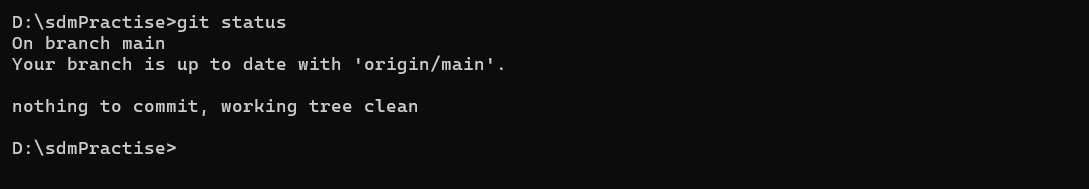 D:\sdmPractise>git status
On branch main
Your branch is up to date with 'origin/main'.
nothing to commit, working tree clean
D:\sdmPractise>